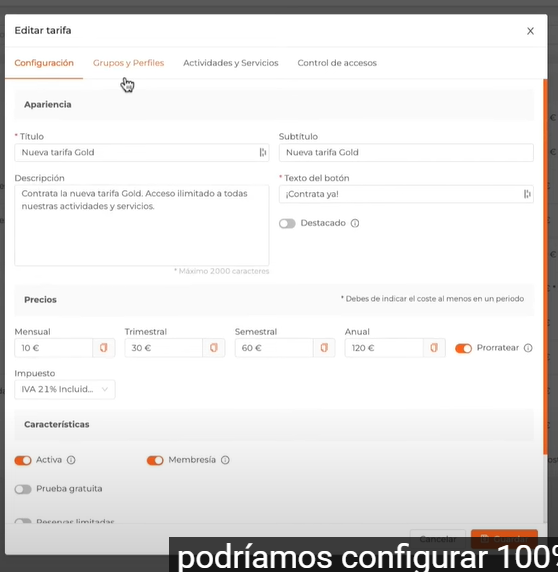 Editar tarifa
Configuración Grupos y Perfiles Actividades y Servicios Control de accesos
Apariencia
* Título
Subtítulo
Nueva tarifa Gold
Nueva tarifa Gold
Descripción
* Texto del botón
Contrata la nueva tarifa Gold. Acceso ilimitado a todas
nuestras actividades y servicios.
¡Contrata ya!
Destacado
* Máximo 2000 caracteres
Precios
* Debes de indicar el coste al menos en un periodo
Mensual Trimestral Semestral Anual
10 € 30 € 60 € 120 € Prorratear
Impuesto
IVA 21% Incluid...
Características
Activa Membresía
Prueba gratuita
Reservas limitadas
Cancelar
podríamos configurar 100%